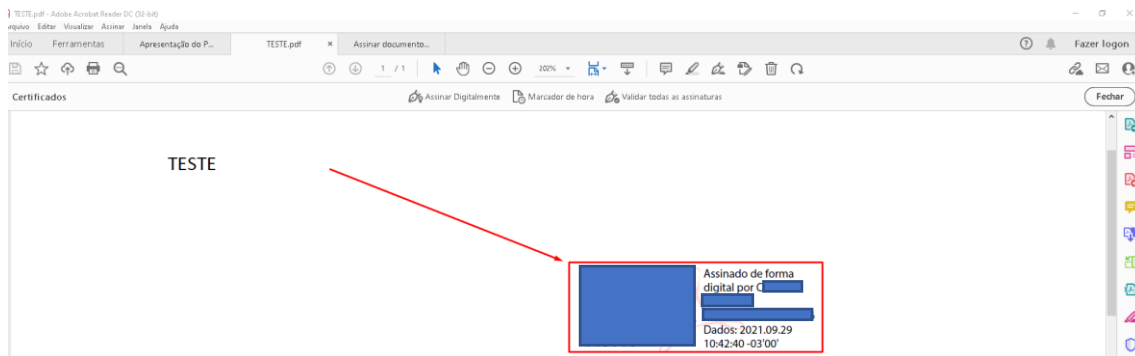 TESTE.pdf - Adobe Acrobat Reader DC (32-bit)
Arquivo Editar Visualizar Assinar Janela Ajuda
Início Ferramentas Apresentação do P... TESTE.pdf × Assinar documento... Fazer logon
1 / 1 202%
Certificados Assinar Digitalmente Marcador de hora Validar todas as assinaturas Fechar
TESTE
Assinado de forma
digital por C
Dados: 2021.09.29
10:42:40 -03'00'